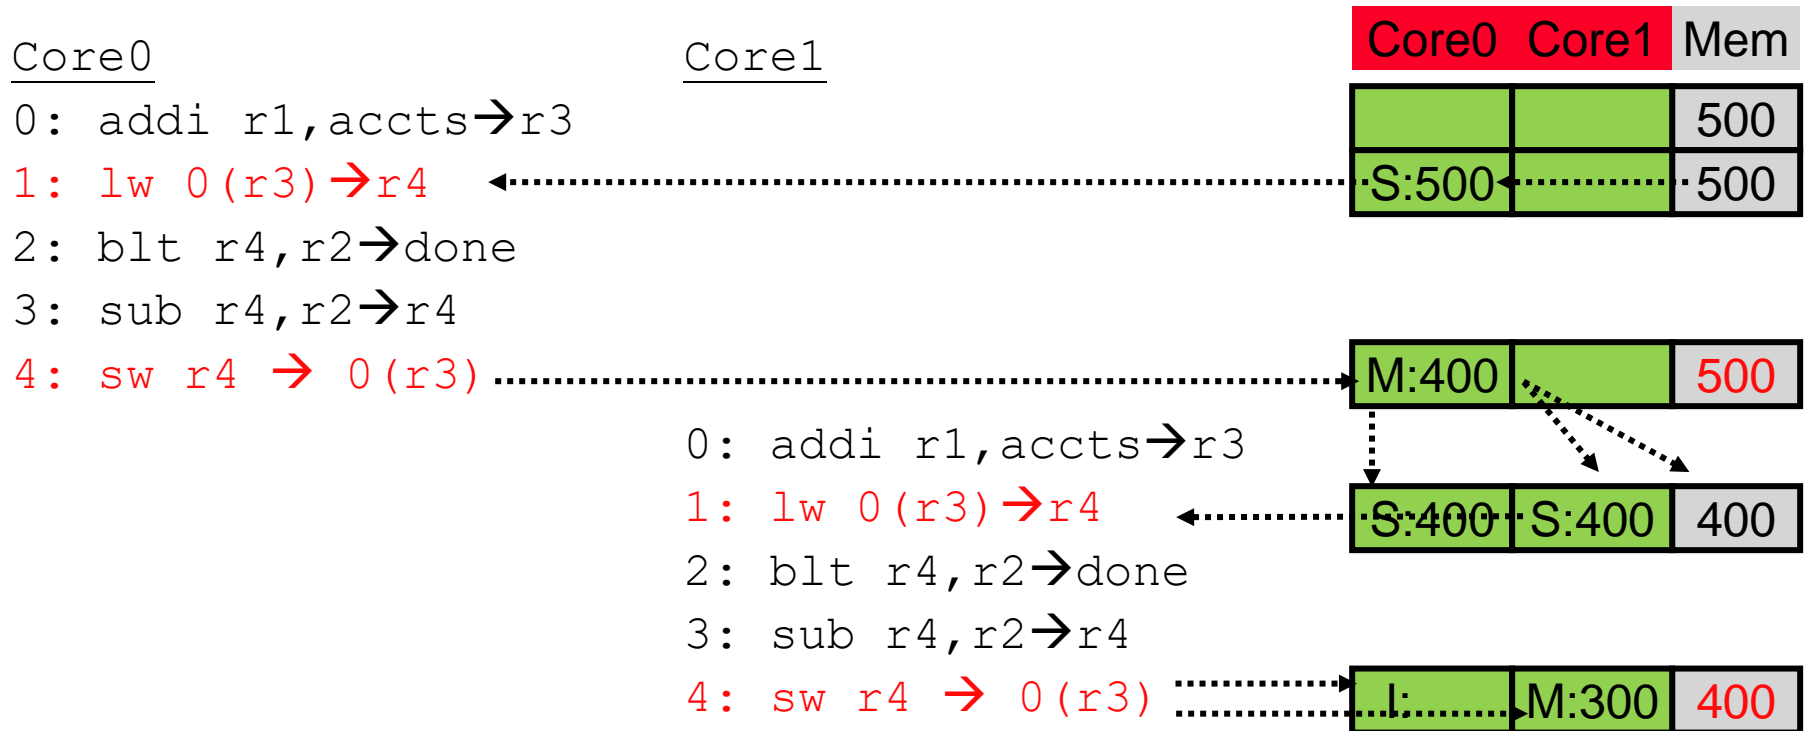 Core0 Core1 Core0 Core1 Mem
0: addi r1,accts→r3 500
1: lw 0(r3)→r4 S:500 500
2: blt r4,r2→done
3: sub r4,r2→r4
4: sw r4 → 0(r3) M:400 500
0: addi r1,accts→r3
1: lw 0(r3)→r4 S:400 S:400 400
2: blt r4,r2→done
3: sub r4,r2→r4
4: sw r4 → 0(r3) I: M:300 400